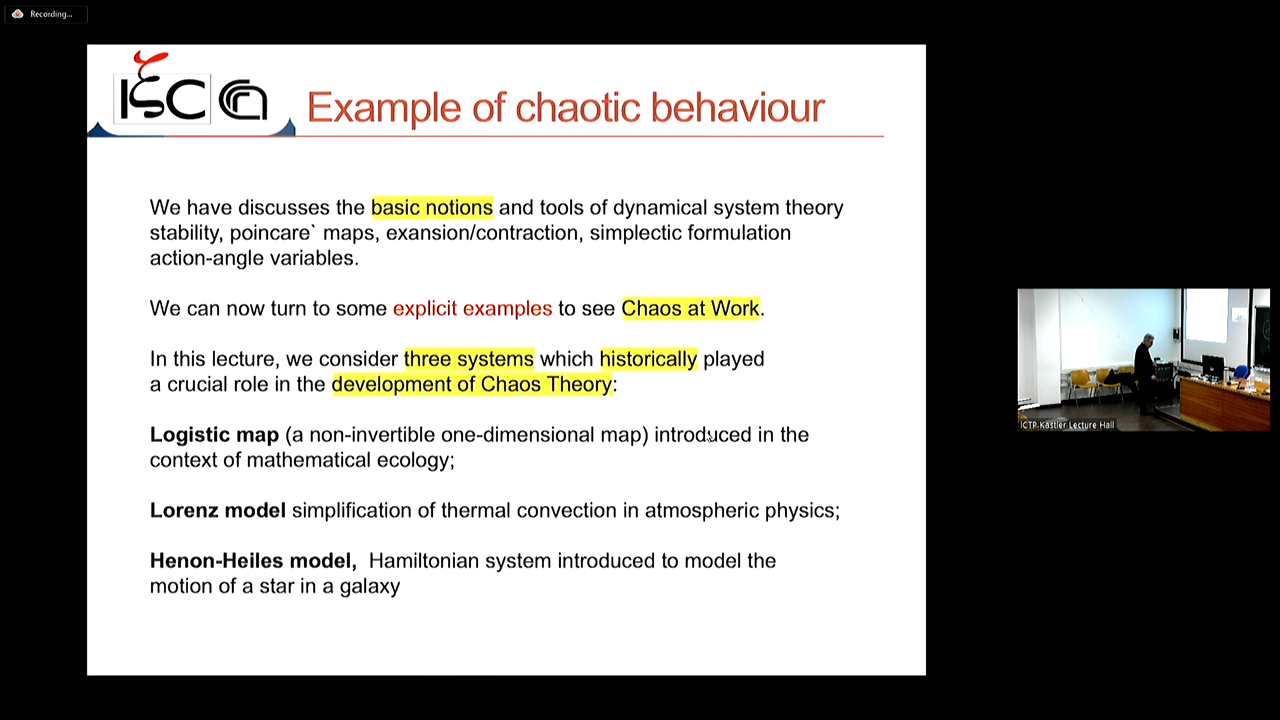 Recording...
ISC
Example of chaotic behaviour
We have discusses the basic notions and tools of dynamical system theory
stability, poincare` maps, exansion/contraction, simplectic formulation
action-angle variables.
We can now turn to some explicit examples to see Chaos at Work.
In this lecture, we consider three systems which historically played
a crucial role in the development of Chaos Theory:
Logistic map (a non-invertible one-dimensional map) introduced in the
context of mathematical ecology;
Lorenz model simplification of thermal convection in atmospheric physics;
Henon-Heiles model, Hamiltonian system introduced to model the
motion of a star in a galaxy
ICTP Kastler Lecture Hall